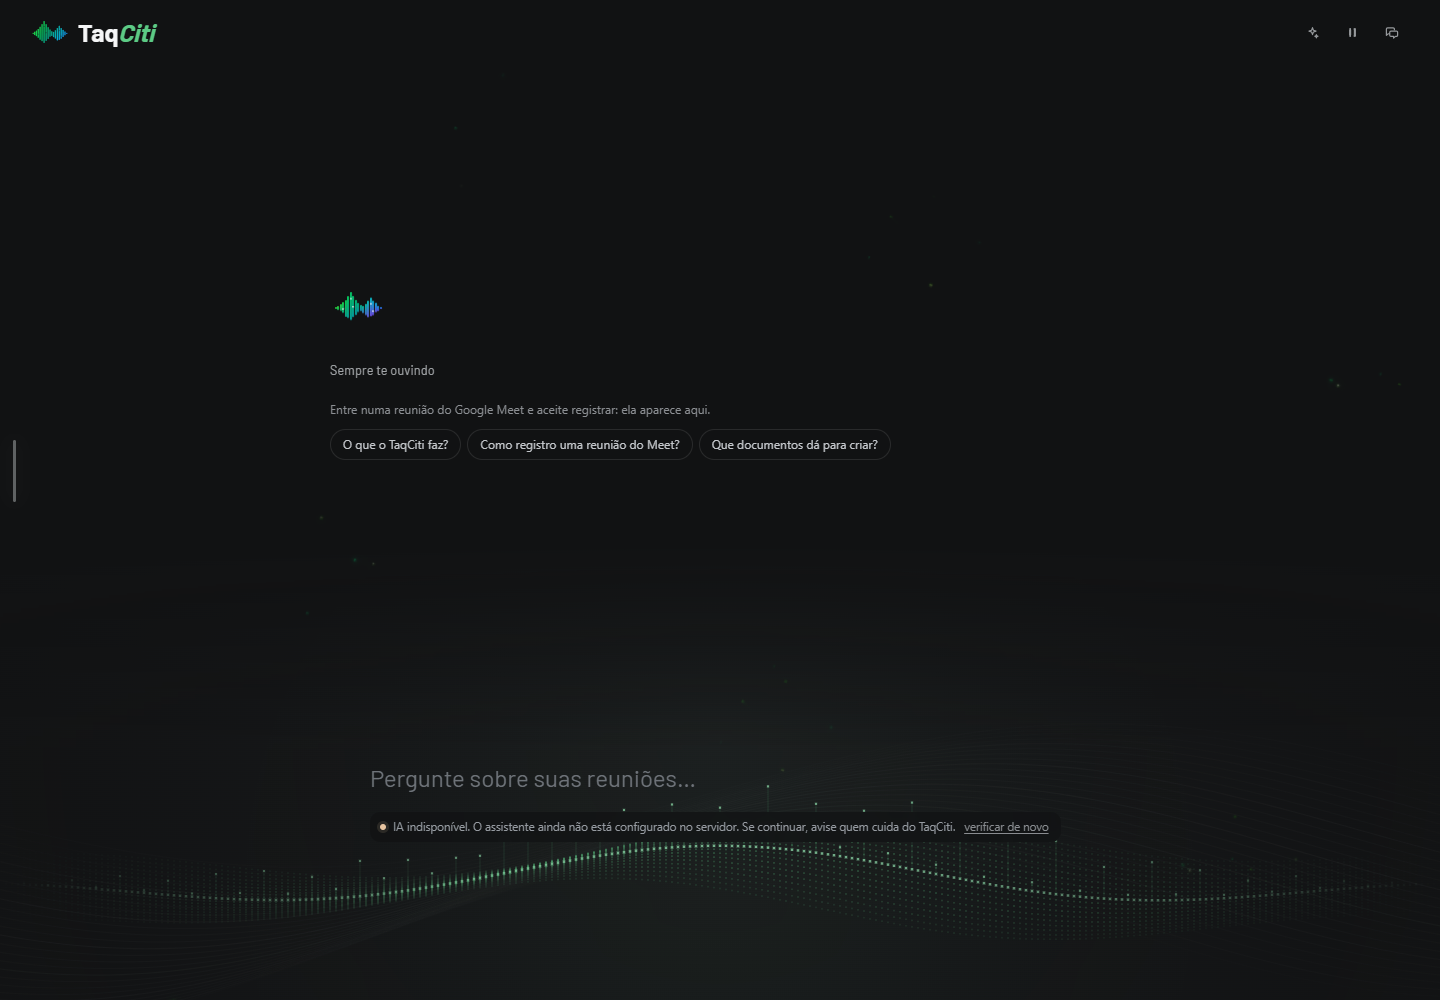 TaqCiti
Sempre te ouvindo
Entre numa reunião do Google Meet e aceite registrar: ela aparece aqui.
O que o TaqCiti faz?
Como registro uma reunião do Meet?
Que documentos dá para criar?
Pergunte sobre suas reuniões...
IA indisponível. O assistente ainda não está configurado no servidor. Se continuar, avise quem cuida do TaqCiti. verificar de novo